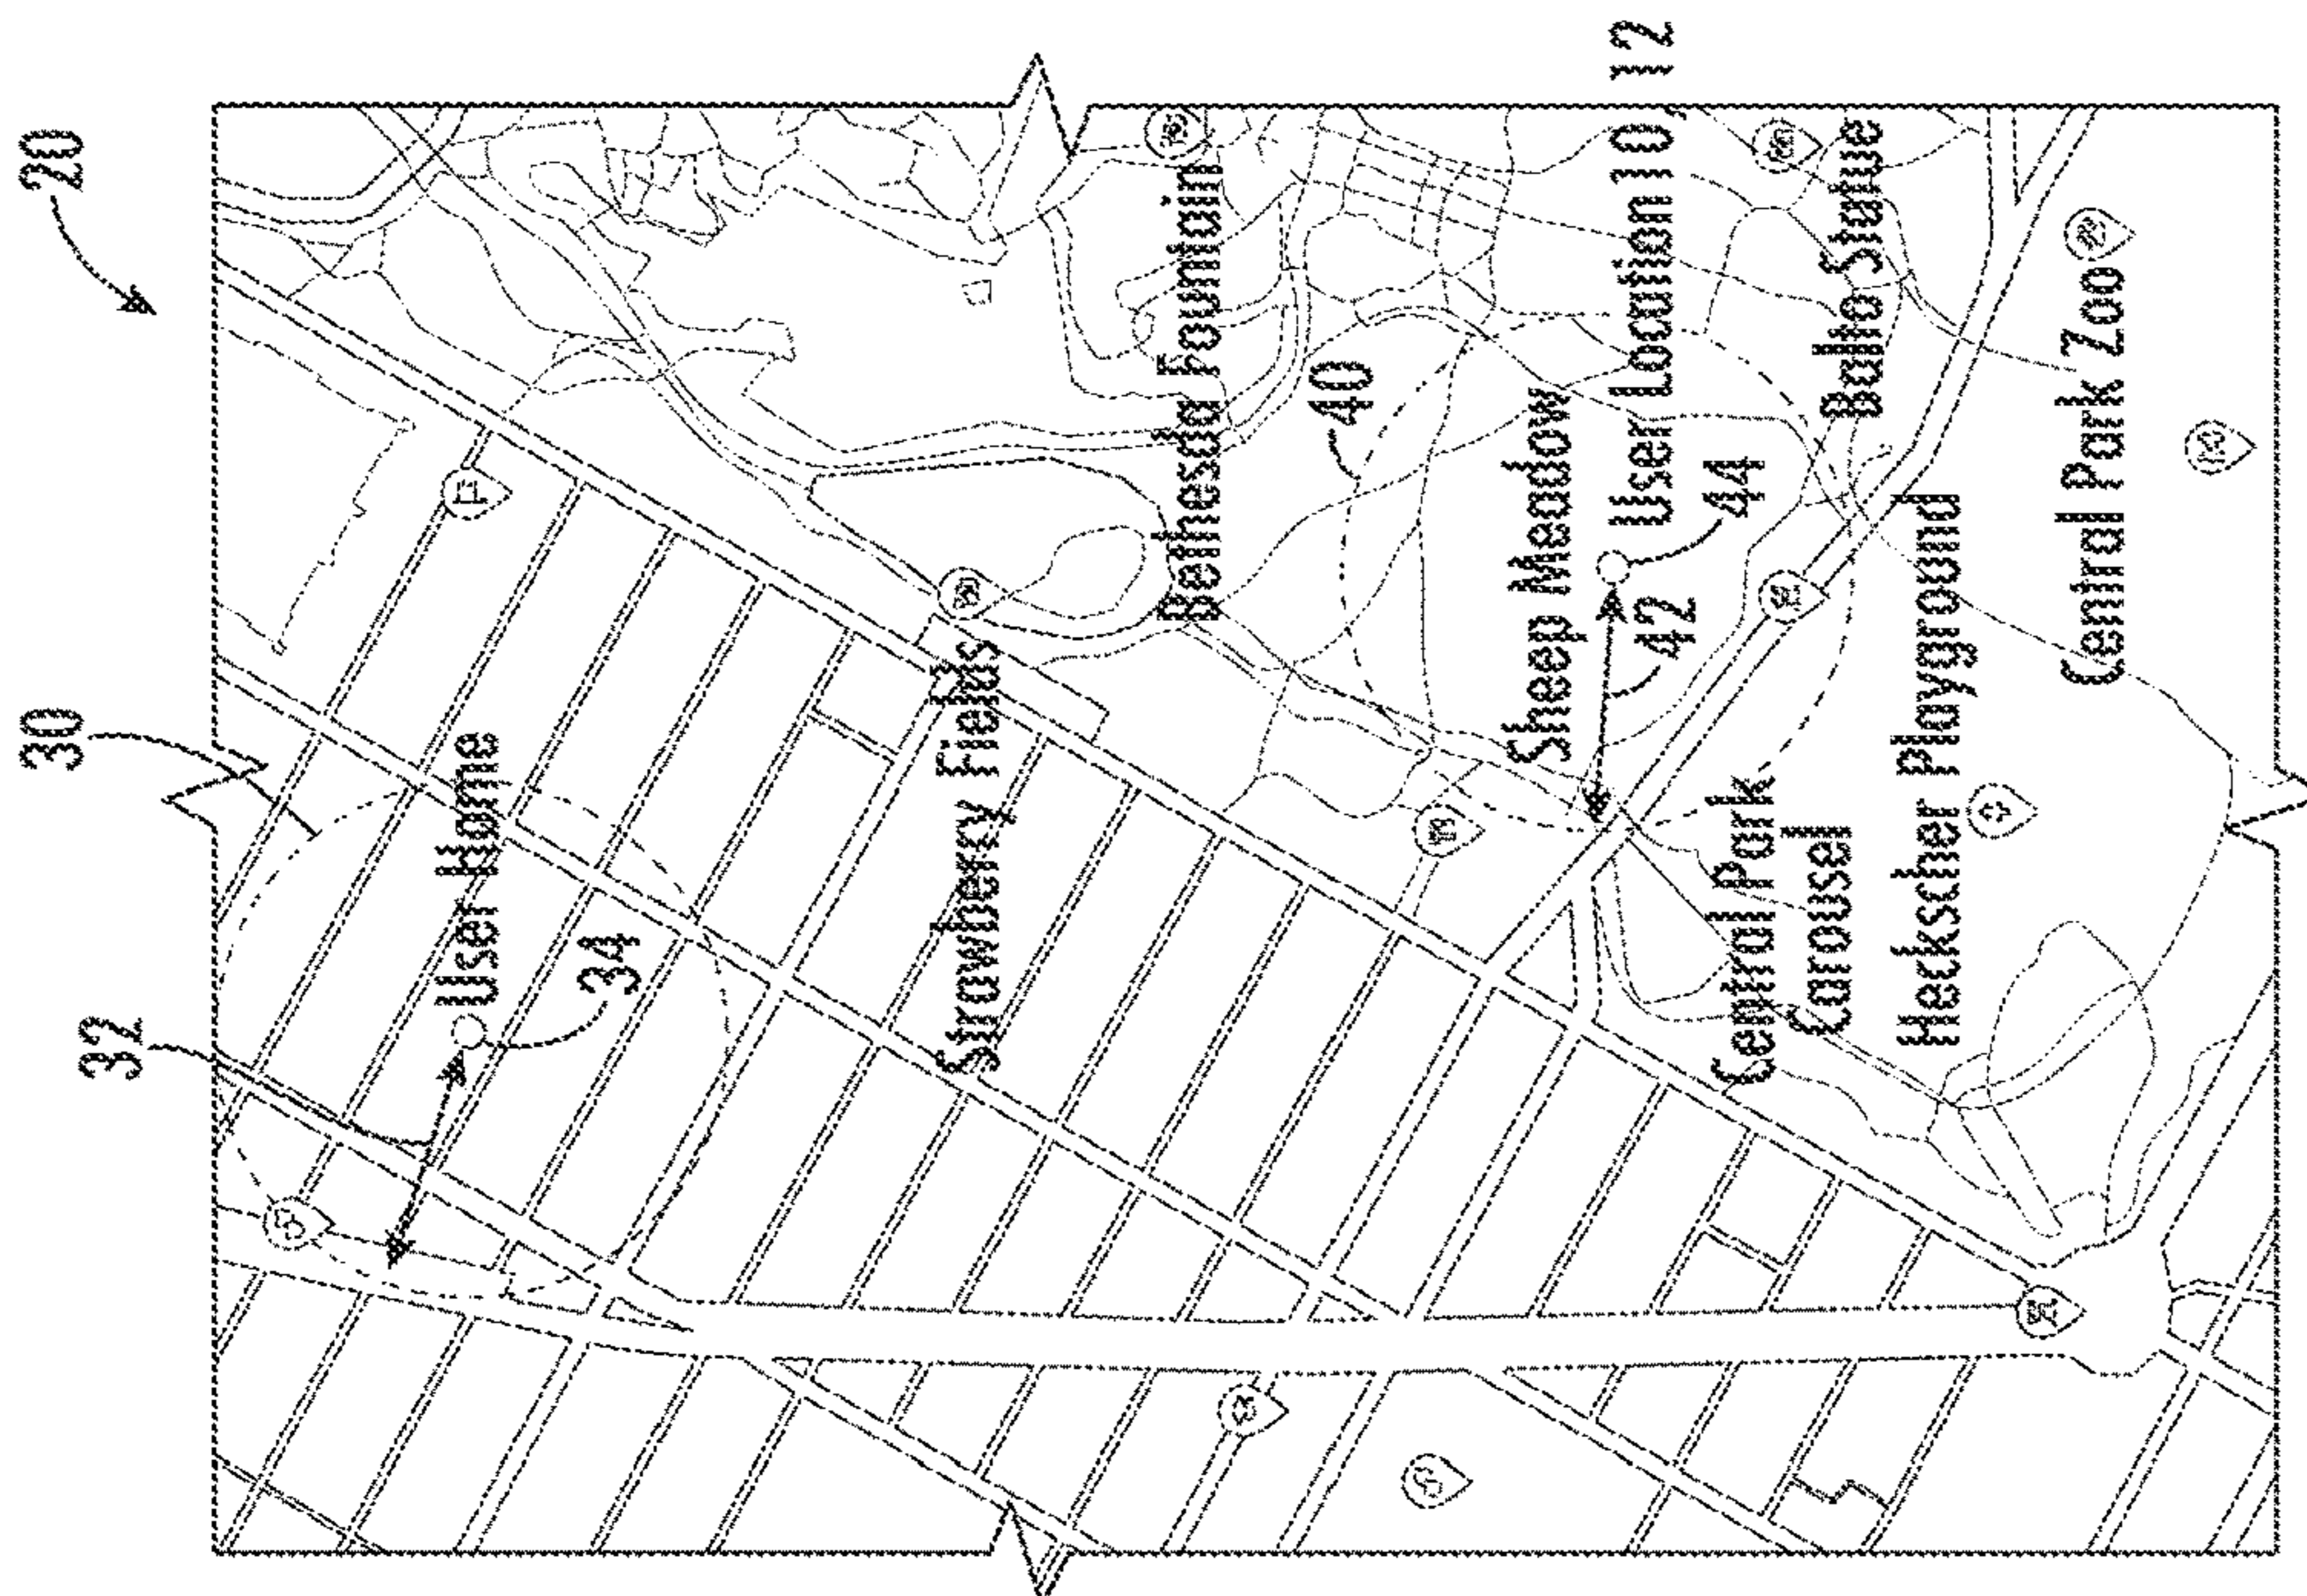 20
30
32
User Home
34
Strawberry Fields
Bethesda Fountain
40
Sheep Meadow
User Location 10, 12
42
44
Central Park
Carousel
Balto Statue
Heckscher Playground
Central Park Zoo